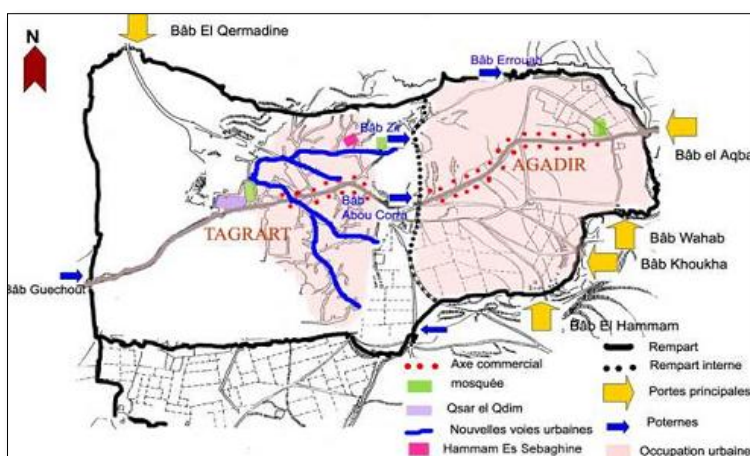 Bâb El Qermadine
N
Bâb Errouah
Bâb Zir
Bâb el Aqba
AGADIR
Bâb
Abou Corra
TAGRART
Bâb Wahab
Bâb Khoukha
Bâb Guechout
Bâb El Hammam
Axe commercial
mosquée
Qsar el Qdim
Nouvelles voies urbaines
Hammam Es Sebaghine
Rempart
Rempart interne
Portes principales
Poternes
Occupation urbaine